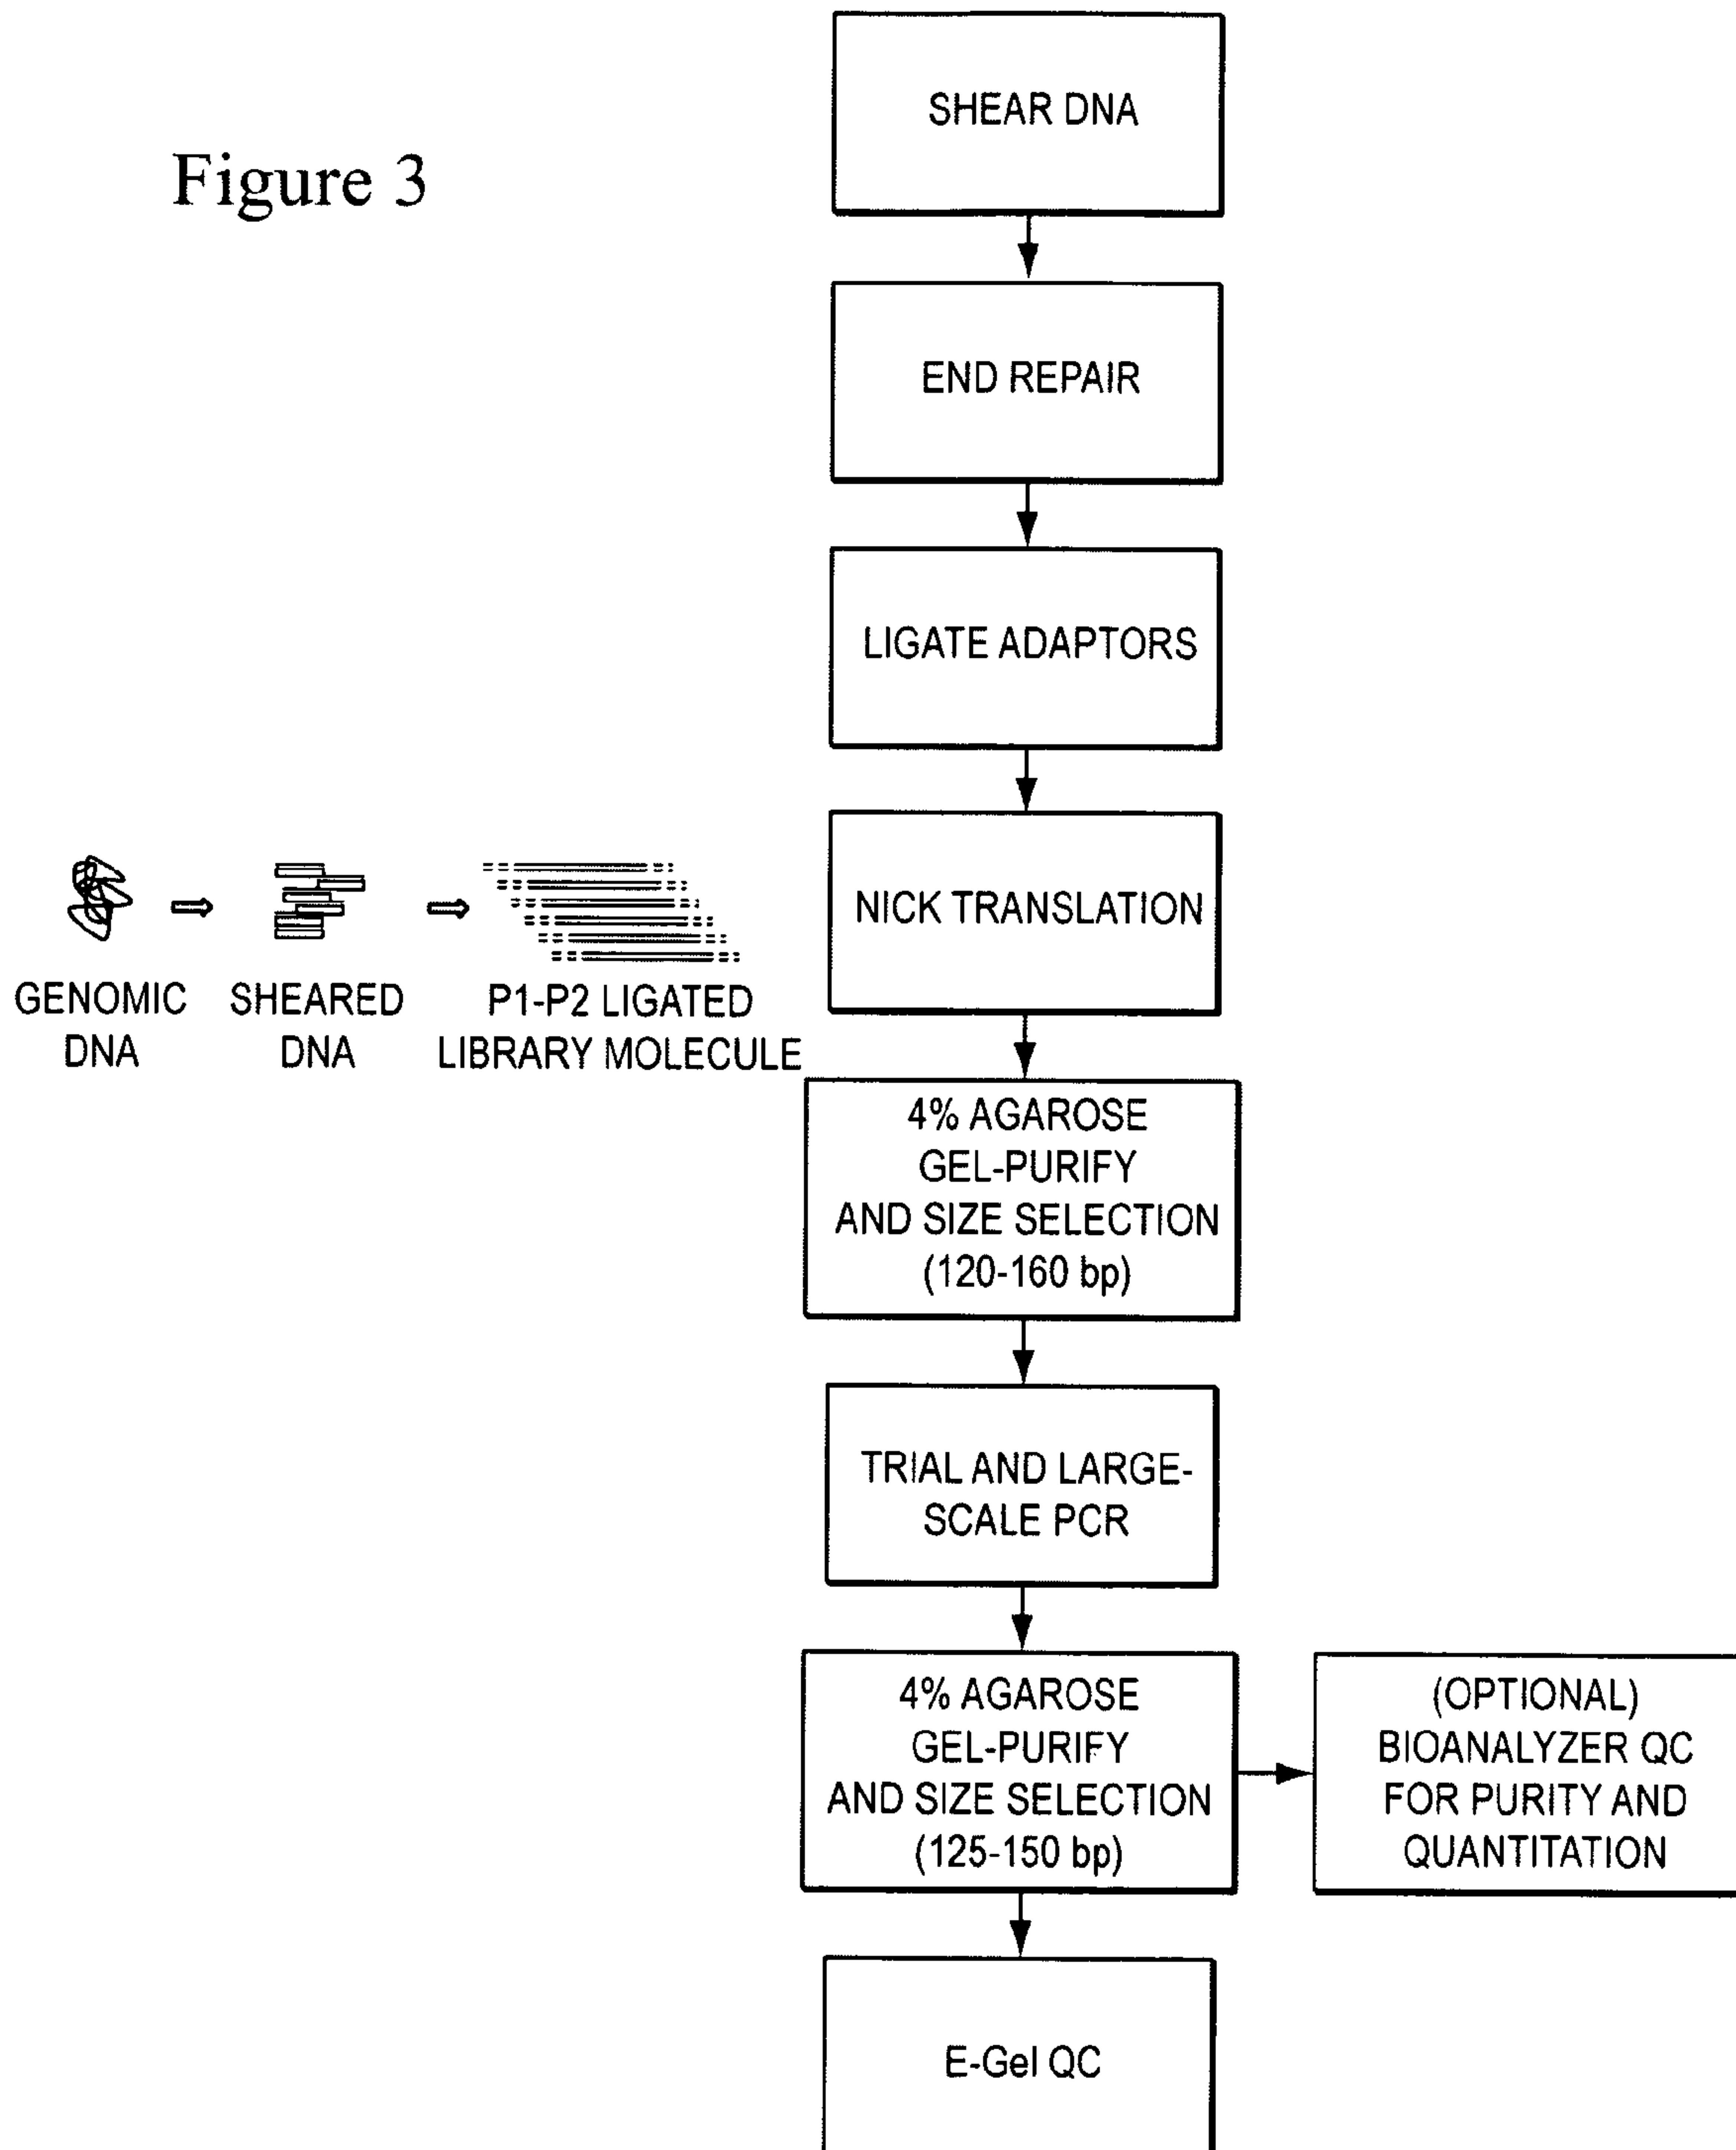 Figure 3
SHEAR DNA
END REPAIR
LIGATE ADAPTORS
NICK TRANSLATION
GENOMIC
DNA
SHEARED
DNA
P1-P2 LIGATED
LIBRARY MOLECULE
4% AGAROSE
GEL-PURIFY
AND SIZE SELECTION
(120-160 bp)
TRIAL AND LARGE-
SCALE PCR
4% AGAROSE
GEL-PURIFY
AND SIZE SELECTION
(125-150 bp)
(OPTIONAL)
BIOANALYZER QC
FOR PURITY AND
QUANTITATION
E-Gel QC